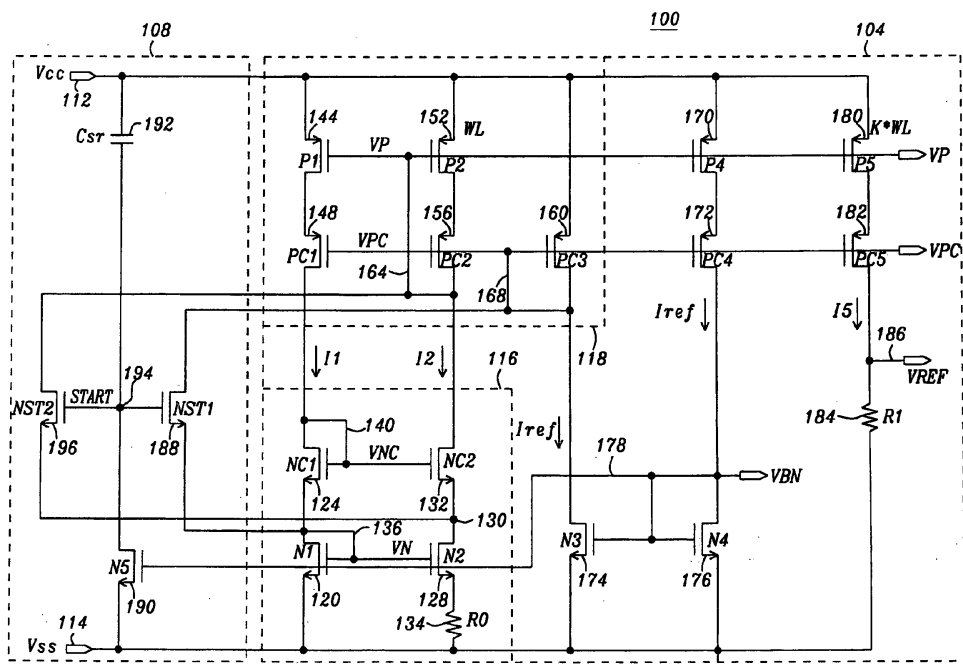 100
108
104
Vcc
112
Csr
192
144
P1
VP
152
WL
P2
170
P4
180
K*WL
P5
VP
148
PC1
VPC
156
PC2
160
PC3
172
PC4
182
PC5
VPC
164
168
118
I1
I2
116
Iref
I5
186
VREF
184
R1
NST2
START
194
NST1
196
188
140
NC1
VNC
NC2
124
132
Iref
178
VBN
130
136
N5
190
N1
VN
N2
120
128
134
R0
N3
N4
174
176
114
Vss